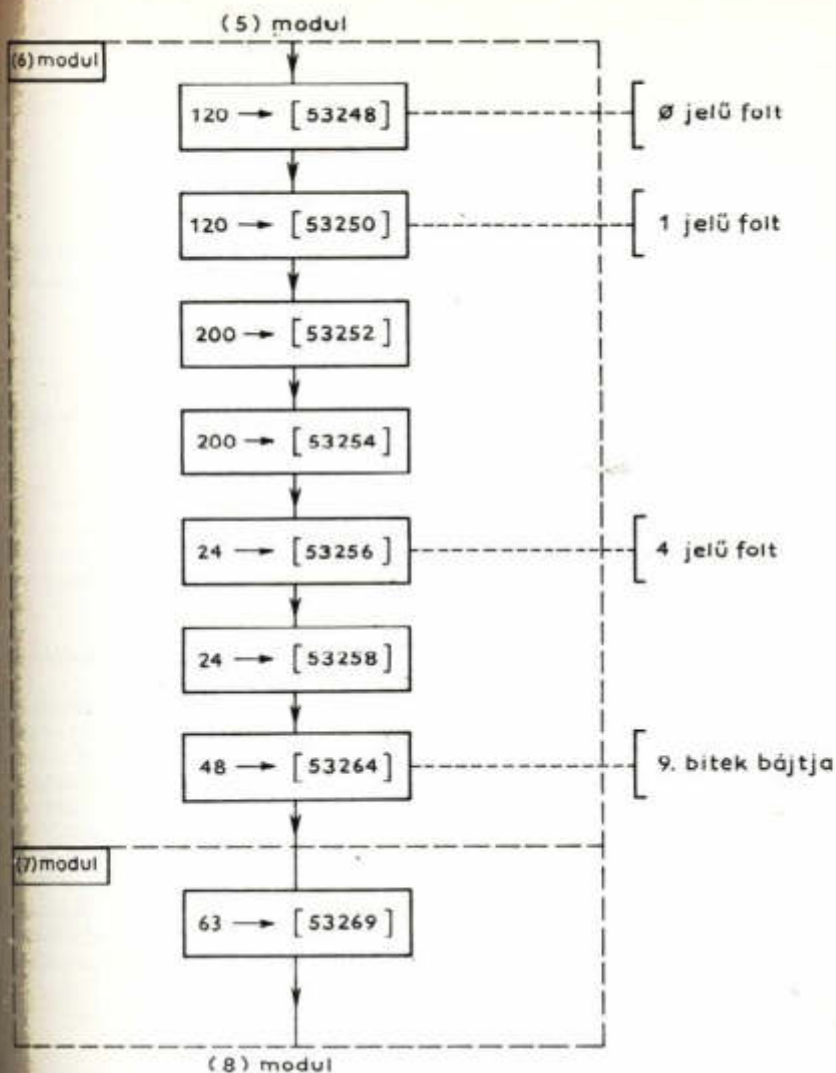 (5) modul
(6) modul
120 → [53248]
Ø jelű folt
120 → [53250]
1 jelű folt
200 → [53252]
200 → [53254]
24 → [53256]
4 jelű folt
24 → [53258]
48 → [53264]
9. bitek bájtja
(7) modul
63 → [53269]
(8) modul